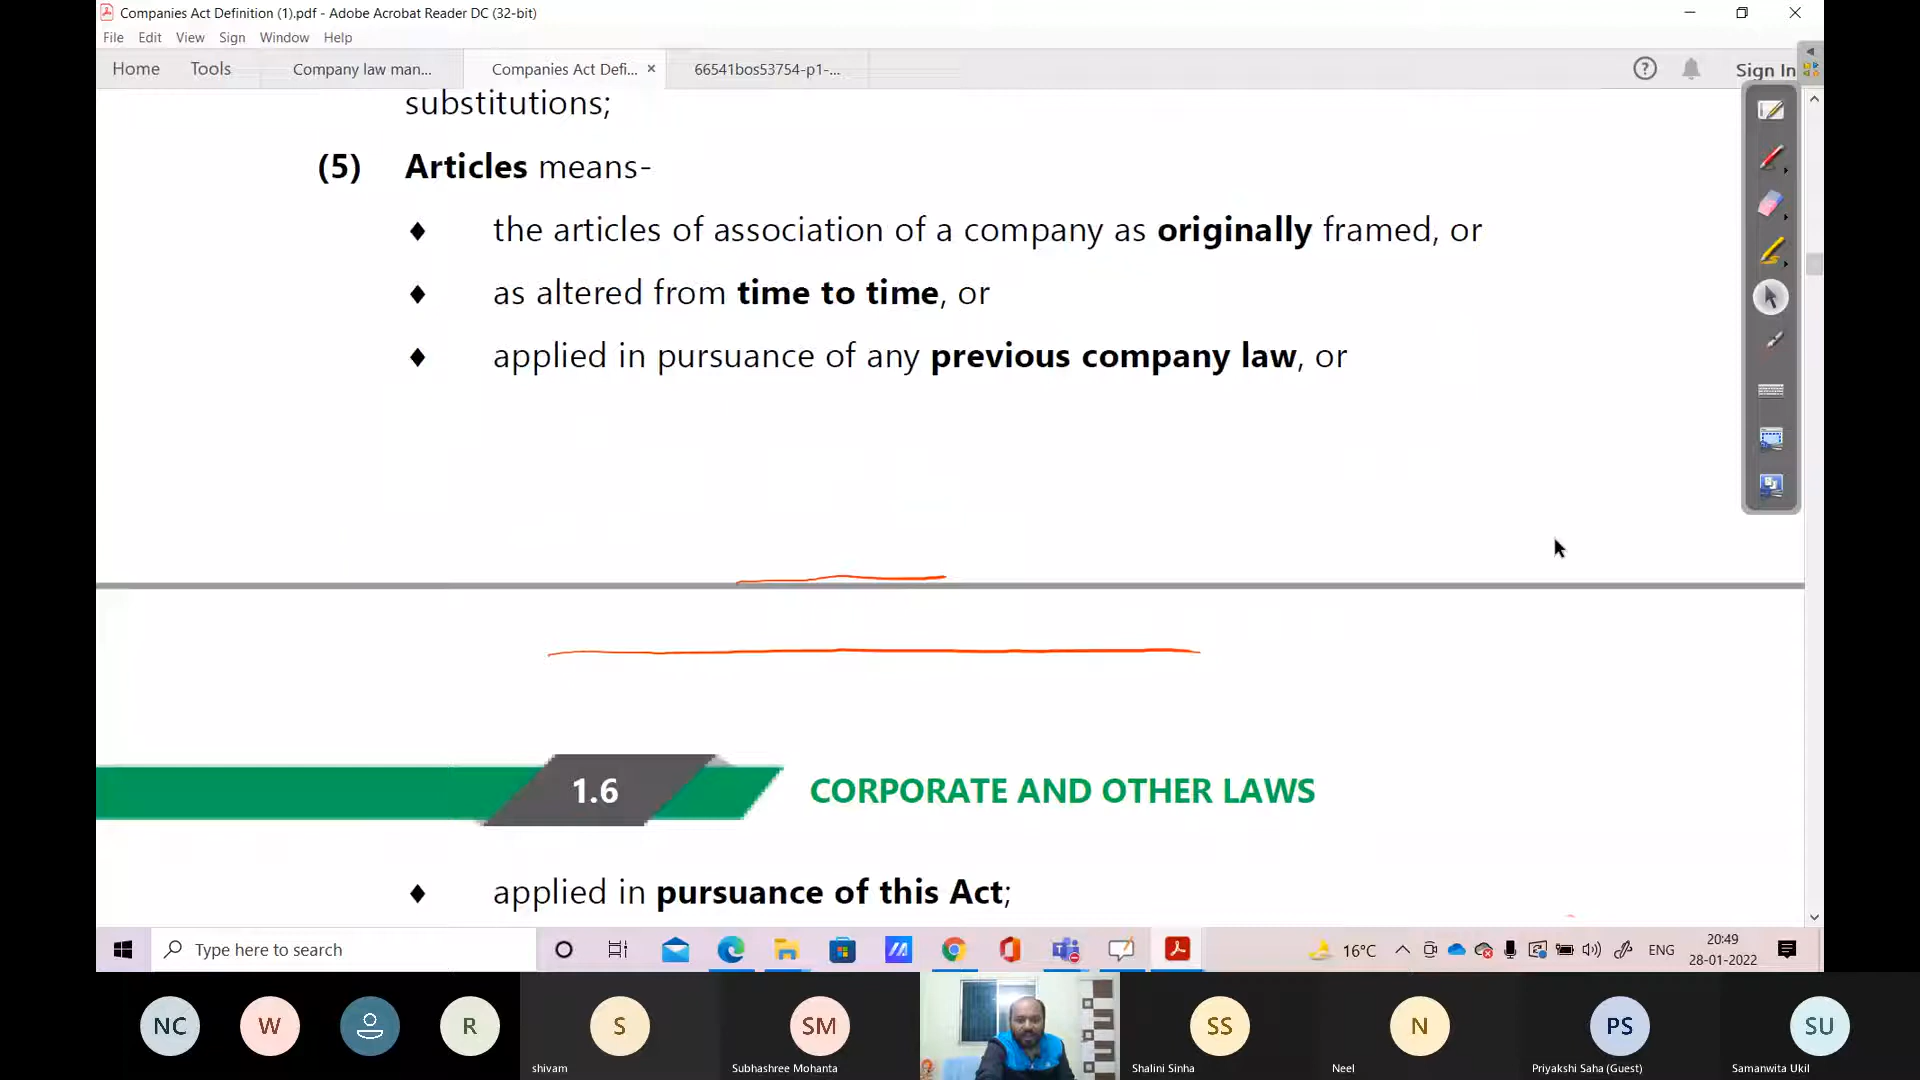 Companies Act Definition (1).pdf - Adobe Acrobat Reader DC (32-bit)
File Edit View Sign Window Help
Home Tools Company law man... Companies Act Defi... × 66541bos53754-p1-... Sign In
substitutions;
(5) Articles means-
♦ the articles of association of a company as originally framed, or
♦ as altered from time to time, or
♦ applied in pursuance of any previous company law, or
1.6 CORPORATE AND OTHER LAWS
♦ applied in pursuance of this Act;
Type here to search 16°C ENG 20:49
28-01-2022
NC W R S SM SS N PS SU
shivam Subhashree Mohanta Shalini Sinha Neel Priyakshi Saha (Guest) Samanwita Ukil